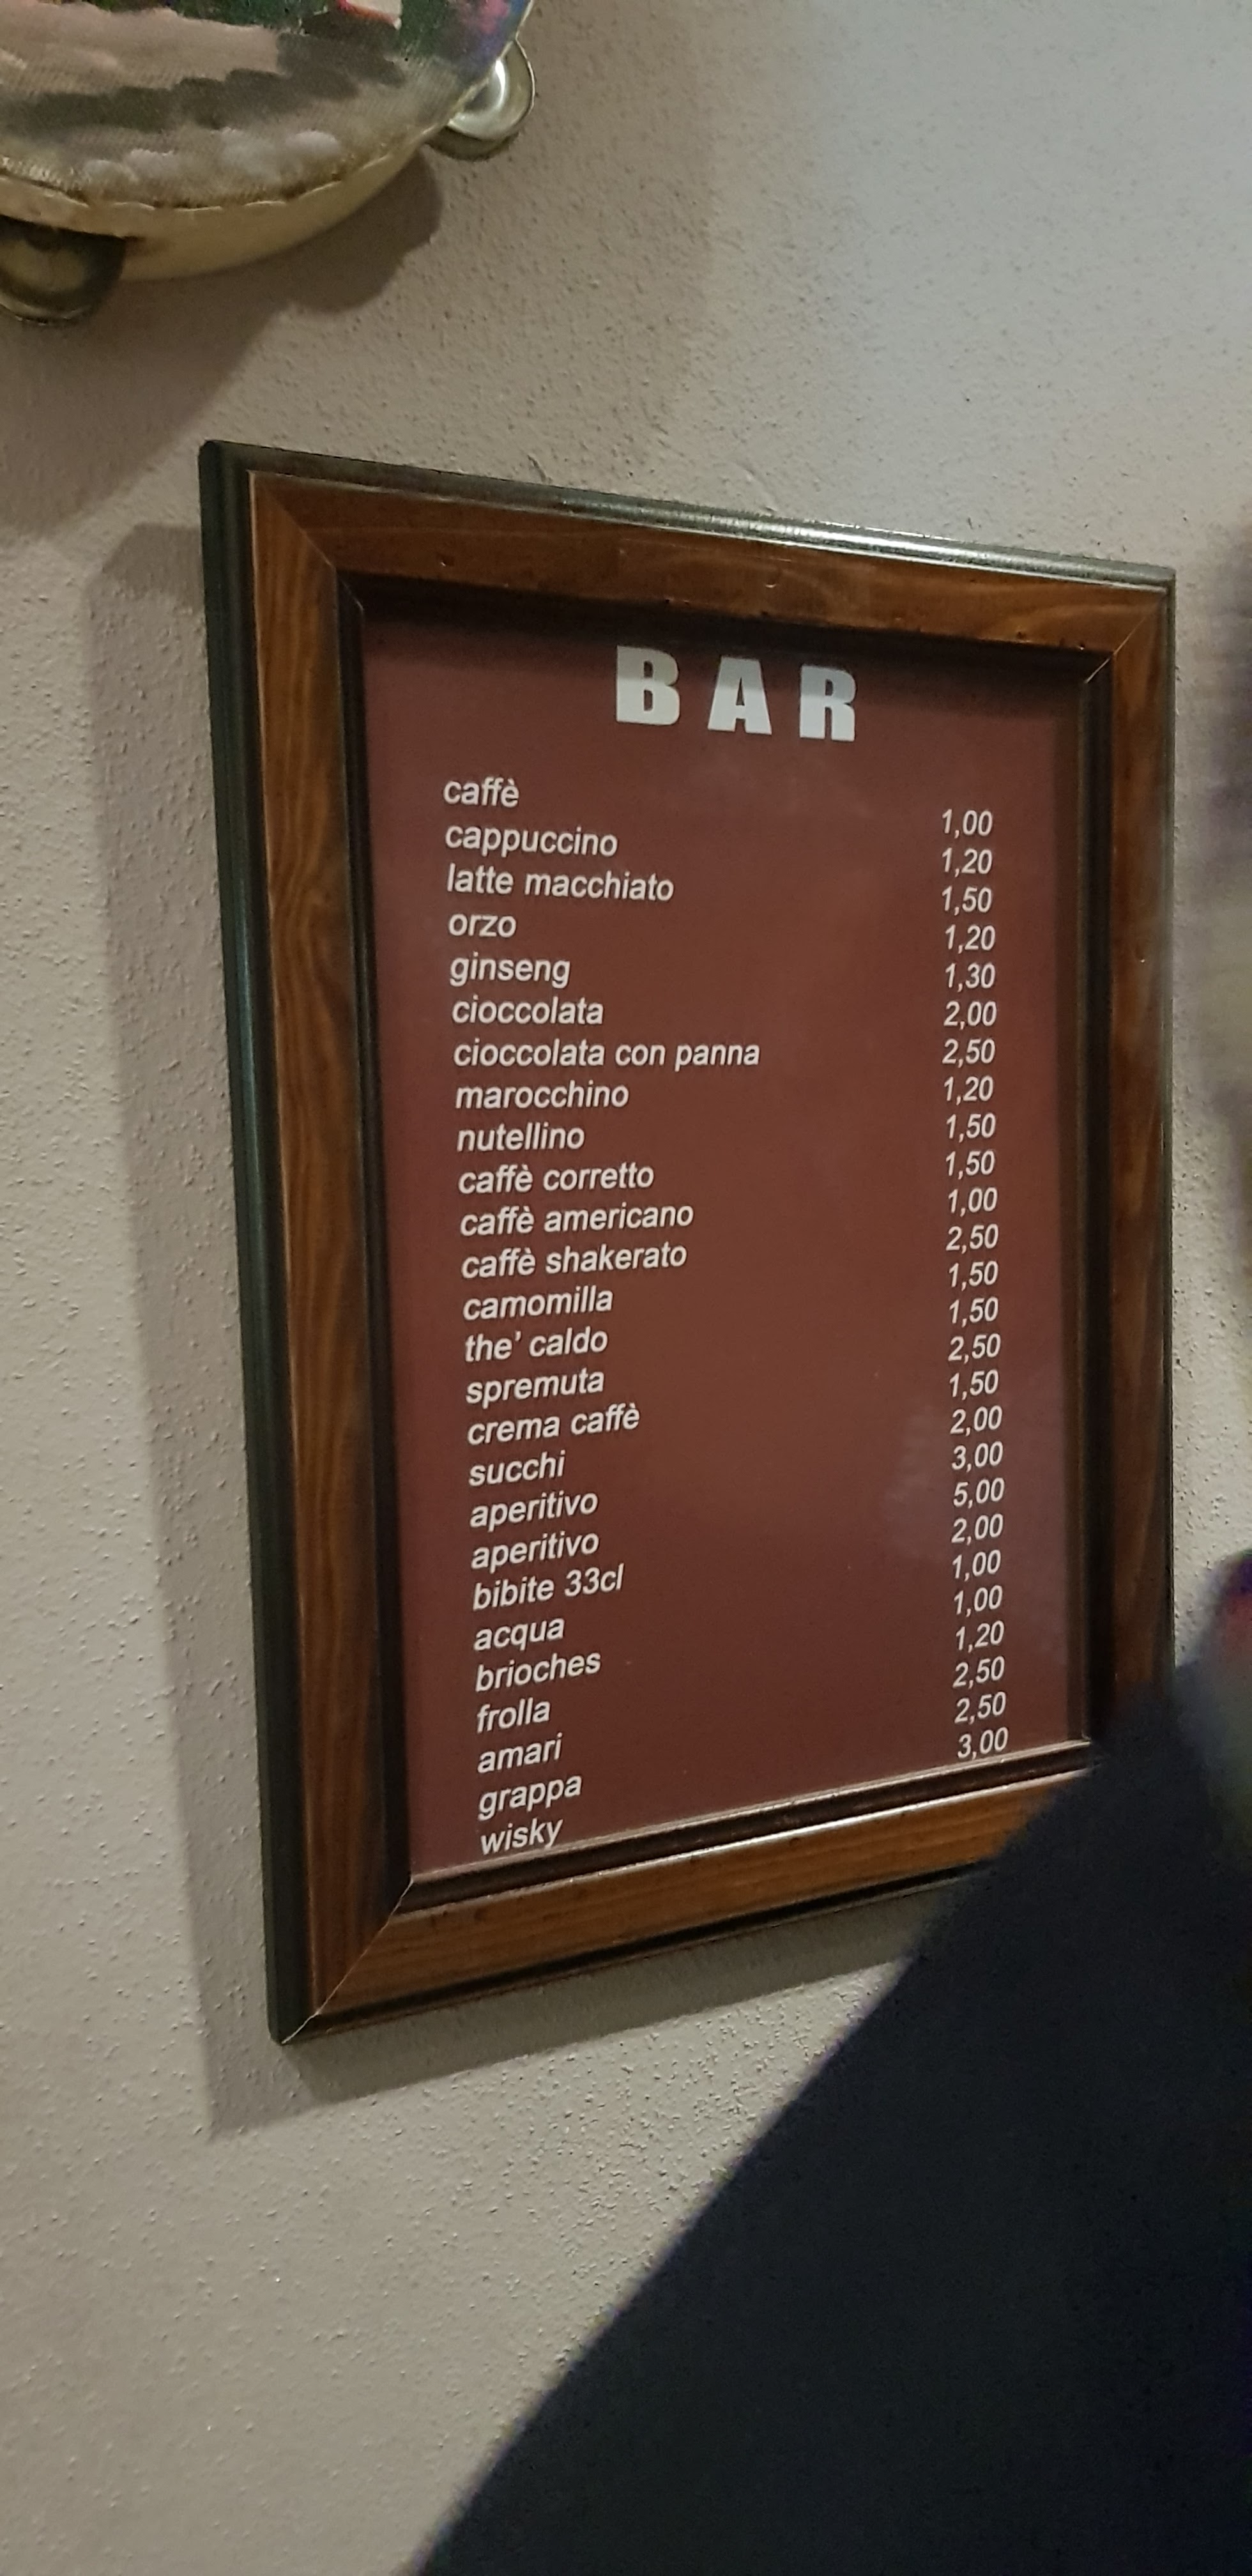 BAR
caffè 1,00
cappuccino 1,20
latte macchiato 1,50
orzo 1,20
ginseng 1,30
cioccolata 2,00
cioccolata con panna 2,50
marocchino 1,20
nutellino 1,50
caffè corretto 1,50
caffè americano 1,00
caffè shakerato 2,50
camomilla 1,50
the' caldo 1,50
spremuta 2,50
crema caffè 1,50
succhi 2,00
aperitivo 3,00
aperitivo 5,00
bibite 33cl 2,00
acqua 1,00
brioches 1,00
frolla 1,20
amari 2,50
grappa 2,50
wisky 3,00